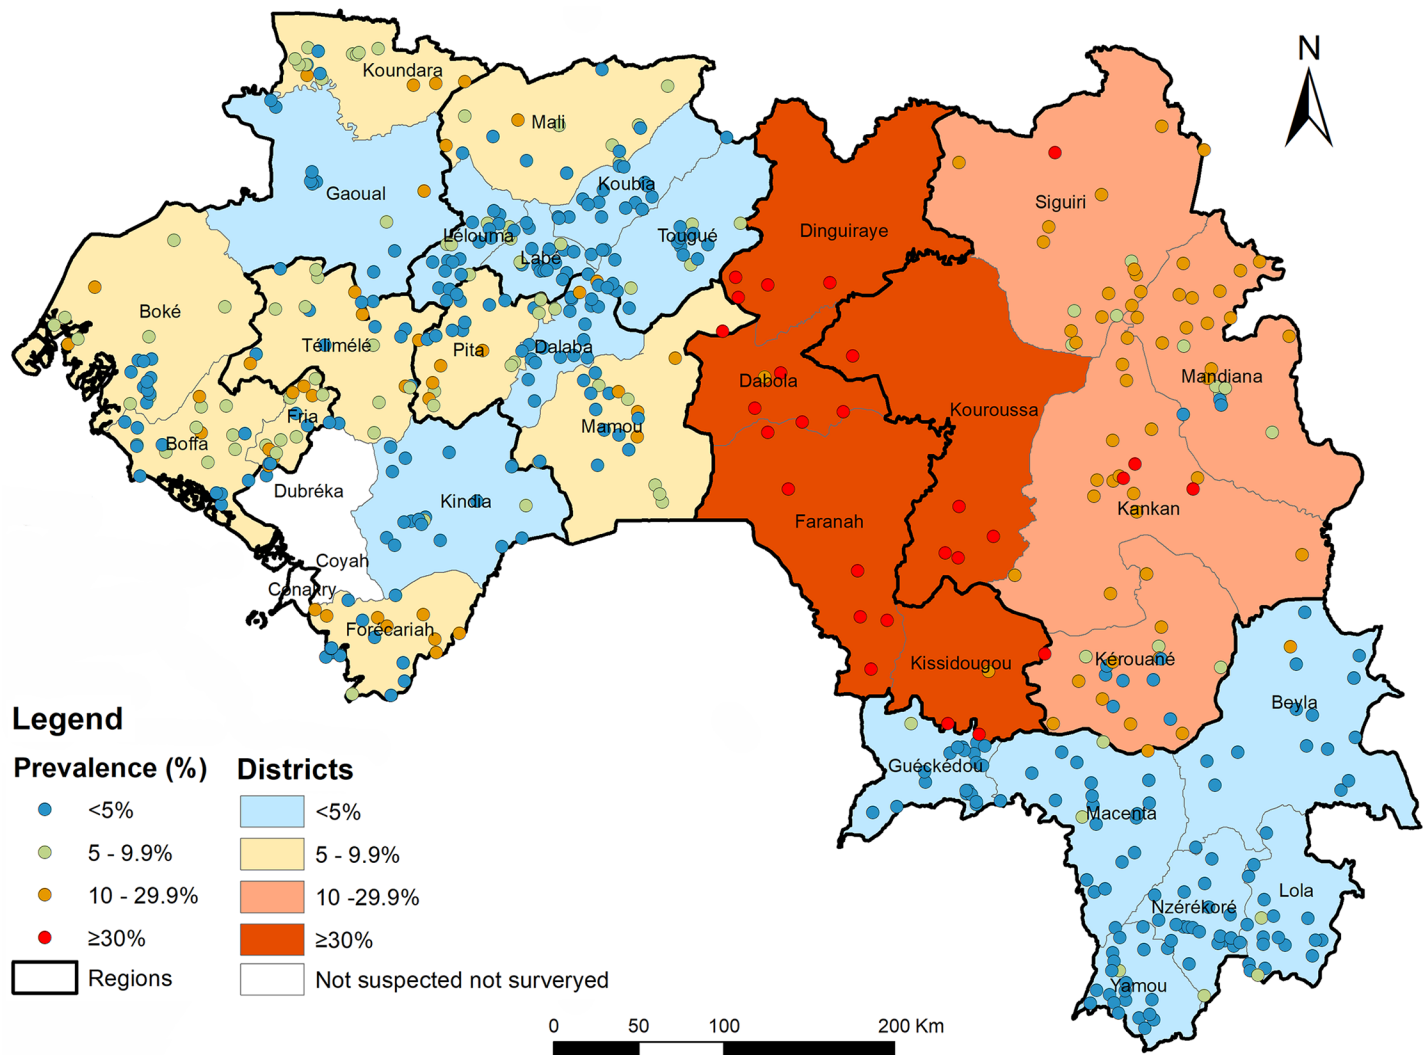 N
Koundara
Mali
Gaoual
Koubia
Siguiri
Lélouma
Tougué
Dinguiraye
Labé
Boké
Télimélé
Pita
Dalaba
Dabola
Mandiana
Kouroussa
Fria
Boffa
Mamou
Dubréka
Kindia
Faranah
Kankan
Coyah
Conakry
Forécariah
Kissidougou
Kérouané
Beyla
Guéckédou
Macenta
Lola
Nzérékoré
Yamou
Legend
Prevalence (%) Districts
<5% <5%
5 - 9.9% 5 - 9.9%
10 - 29.9% 10 -29.9%
≥30% ≥30%
Regions Not suspected not surveryed
0 50 100 200 Km